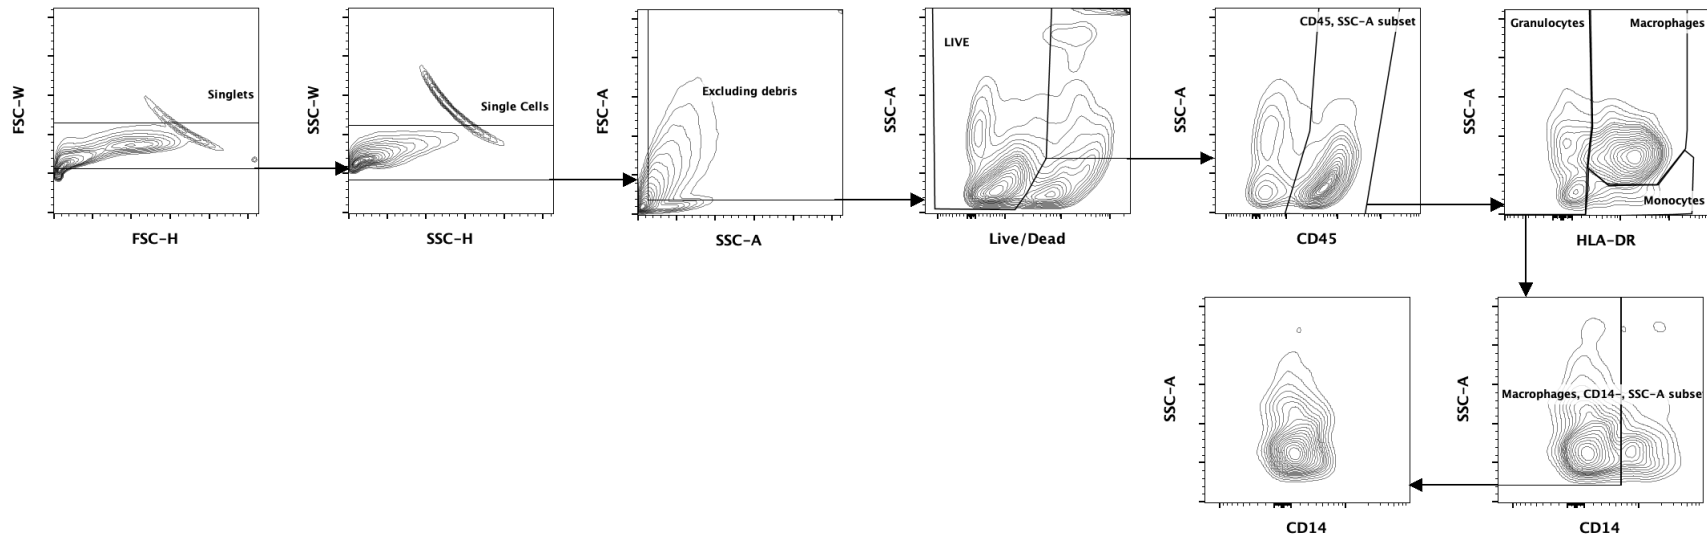 FSC-W
Singlets
FSC-H
SSC-W
Single Cells
SSC-H
FSC-A
Excluding debris
SSC-A
SSC-A
LIVE
Live/Dead
SSC-A
CD45, SSC-A subset
CD45
SSC-A
Granulocytes
Macrophages
Monocytes
HLA-DR
SSC-A
CD14
SSC-A
Macrophages, CD14-, SSC-A subse
CD14